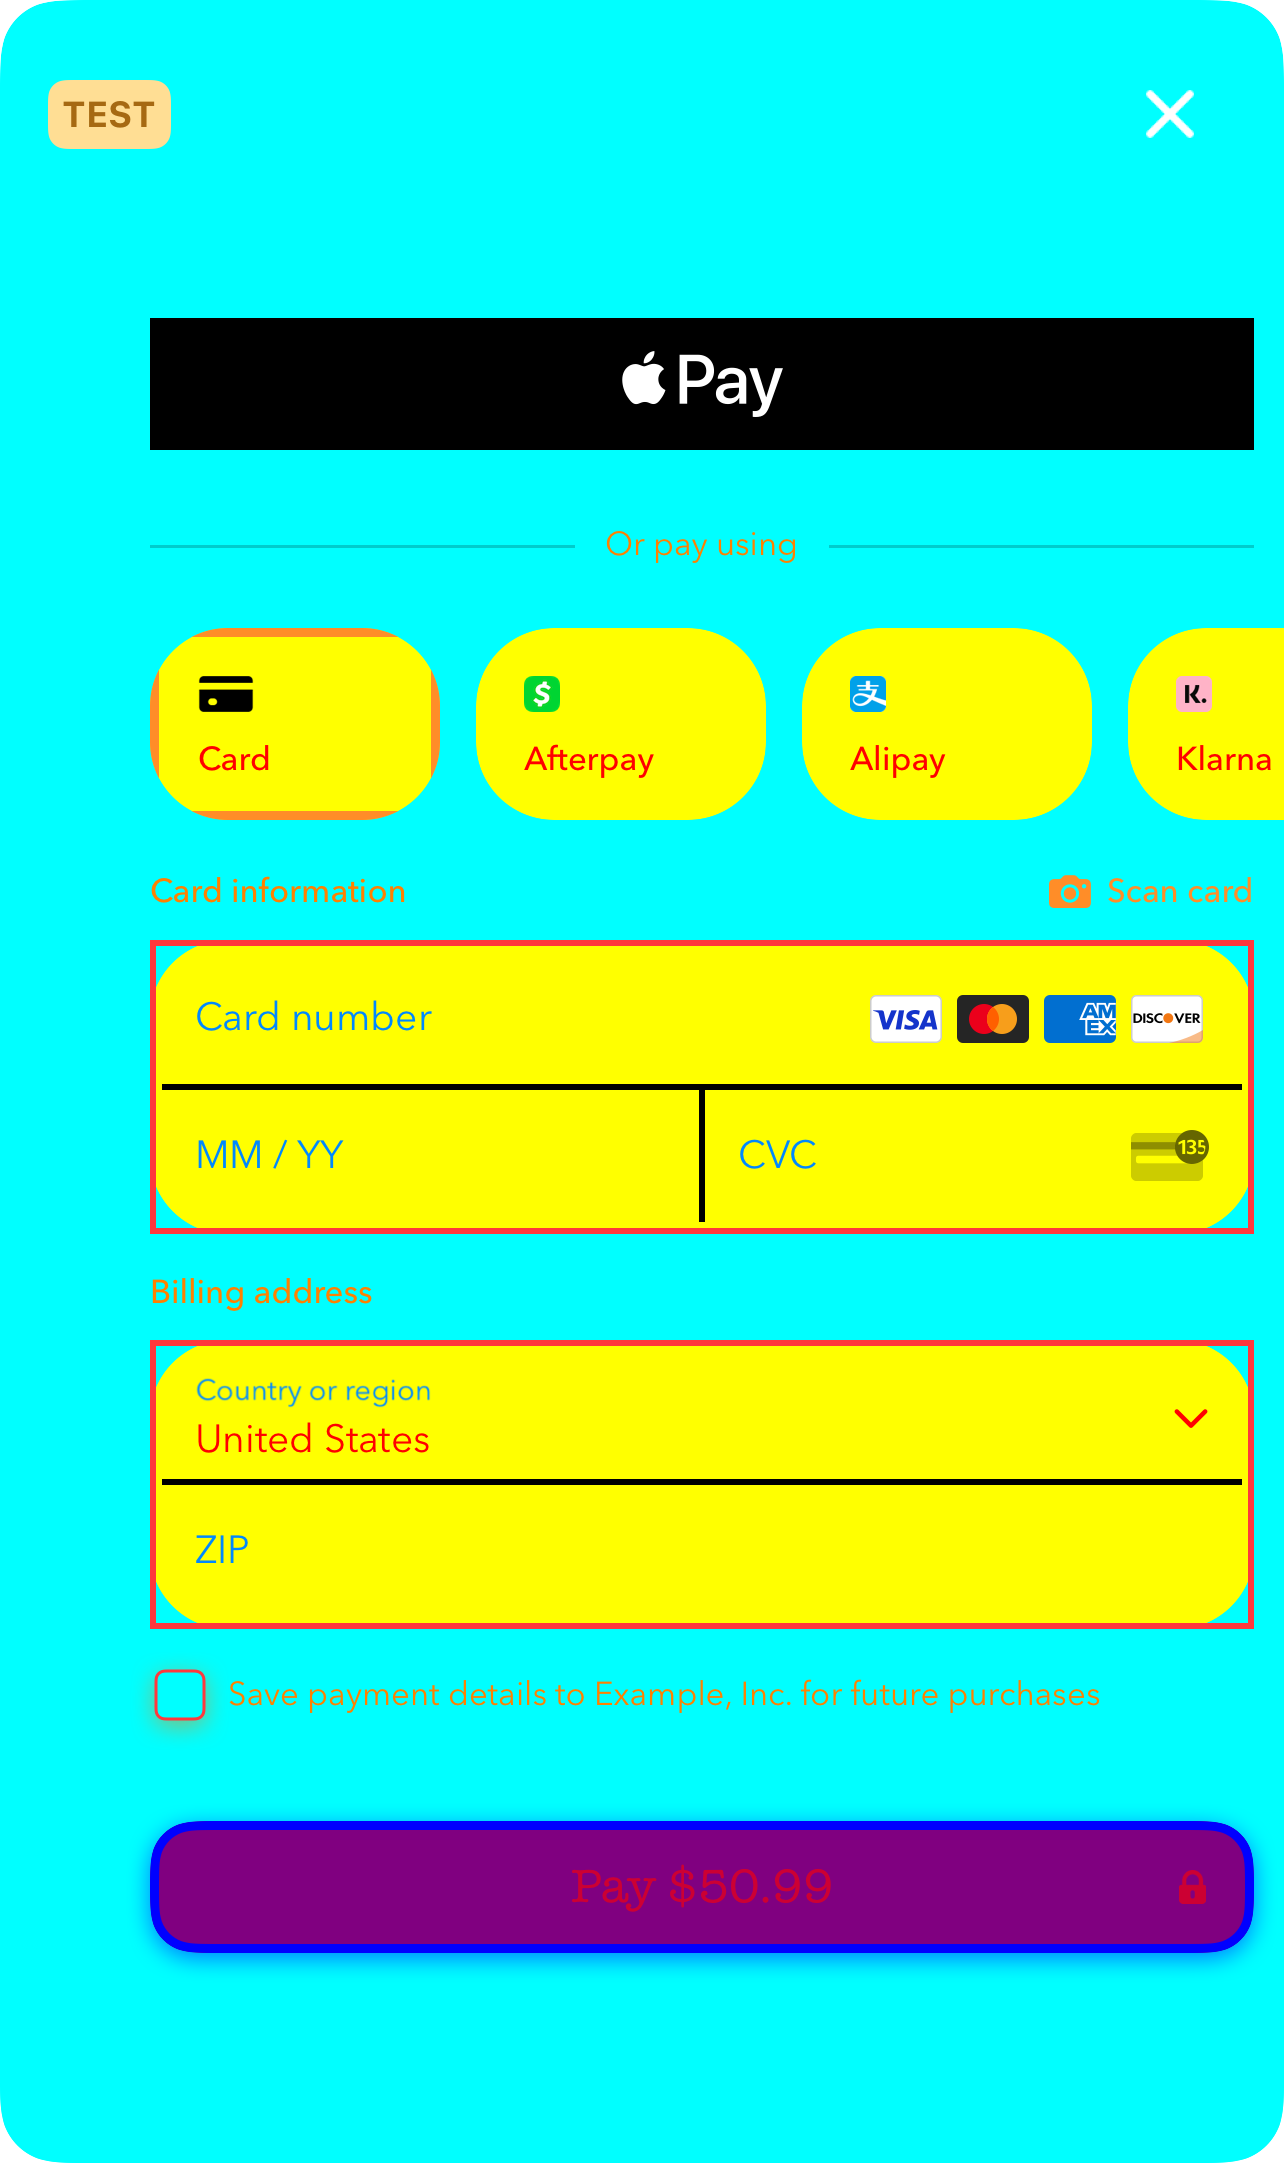 TEST
Pay
Or pay using
Card
Afterpay
Alipay
Klarna
Card information
Scan card
Card number
VISA
AM
EX
DISCOVER
MM / YY
CVC
135
Billing address
Country or region
United States
ZIP
Save payment details to Example, Inc. for future purchases
Pay $50.99